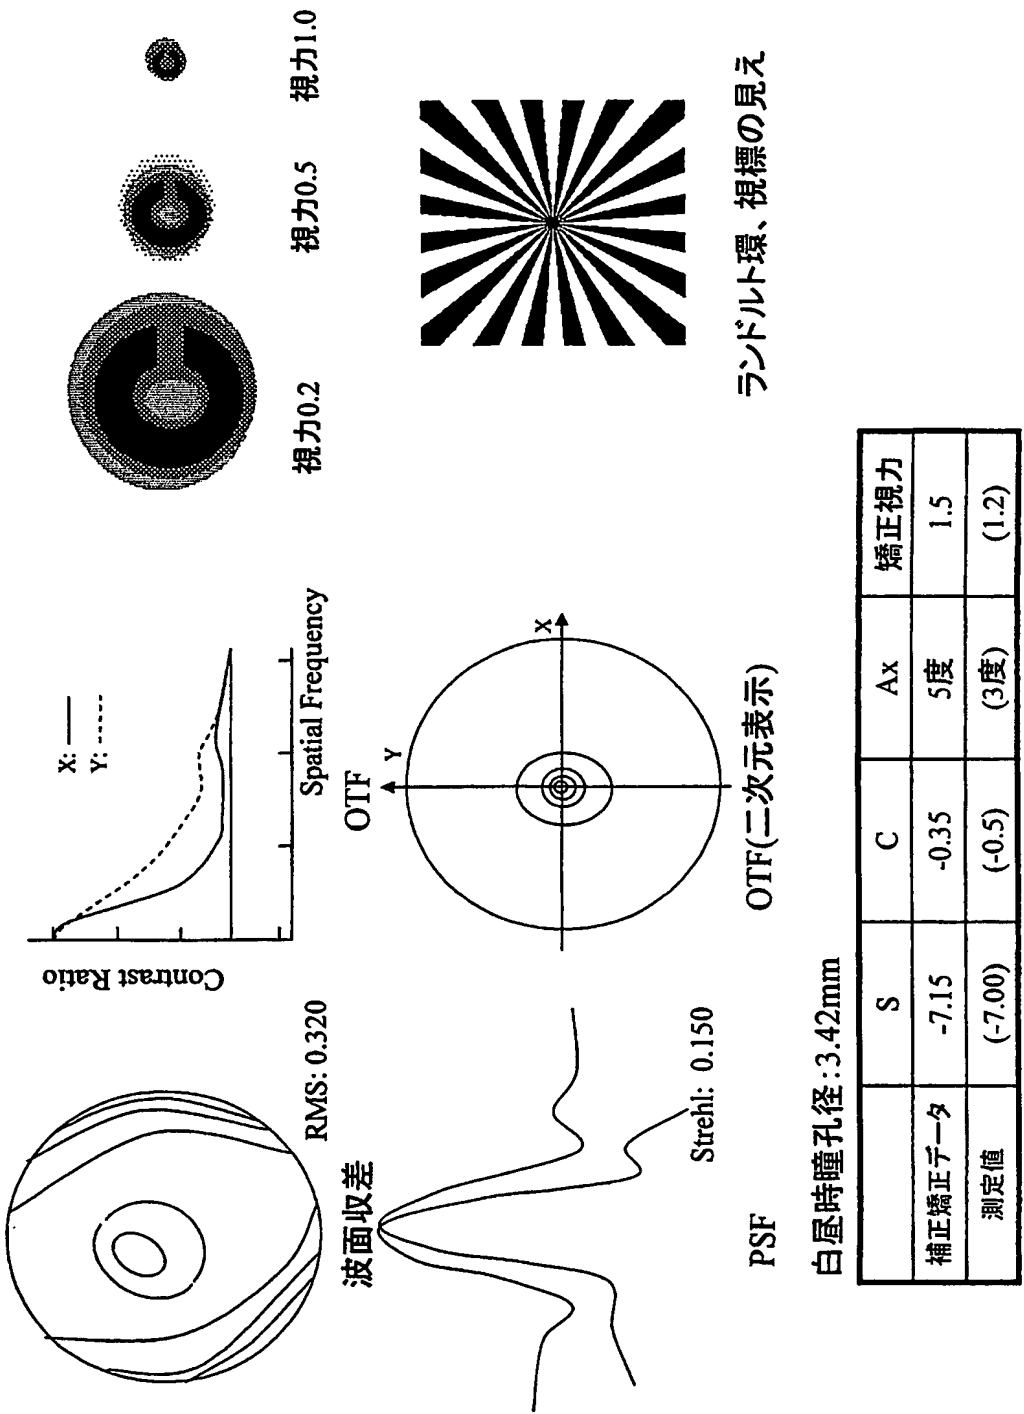 RMS: 0.320
波面収差
Contrast Ratio
X:
Y:
Spatial Frequency
OTF
視力0.2
視力0.5
視力1.0
Strehl: 0.150
PSF
Y
X
OTF(二次元表示)
ランドルト環、視標の見え
白昼時瞳孔径:3.42mm
S C Ax 矯正視力
補正矯正データ -7.15 -0.35 5度 1.5
測定値 (-7.00) (-0.5) (3度) (1.2)